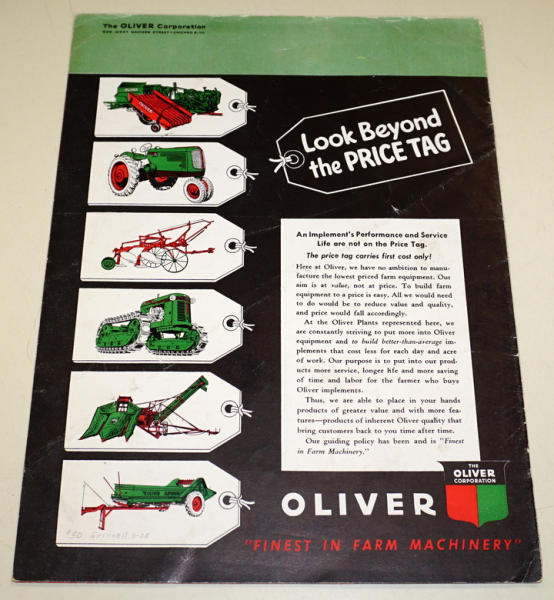 The OLIVER Corporation
Look Beyond
the PRICE TAG
An Implement's Performance and Service
Life are not on the Price Tag.
The price tag carries first cost only!
Here at Oliver, we have no ambition to manu-
facture the lowest priced farm equipment. Our
aim is at value, not at price. To build farm
equipment to a price is easy. All we would need
to do would be to reduce value and quality,
and price would fall accordingly.
At the Oliver Plants represented here, we
are constantly striving to put more into Oliver
equipment and to build better-than-average im-
plements that cost less for each day and acre
of work. Our purpose is to put into our prod-
ucts more service, longer life and more saving
of time and labor for the farmer who buys
Oliver implements.
Thus, we are able to place in your hands
products of greater value and with more fea-
tures—products of inherent Oliver quality that
bring customers back to you after time.
Our guiding policy has been and is "Finest
in Farm Machinery."
THE
OLIVER
CORPORATION
OLIVER
"FINEST IN FARM MACHINERY"